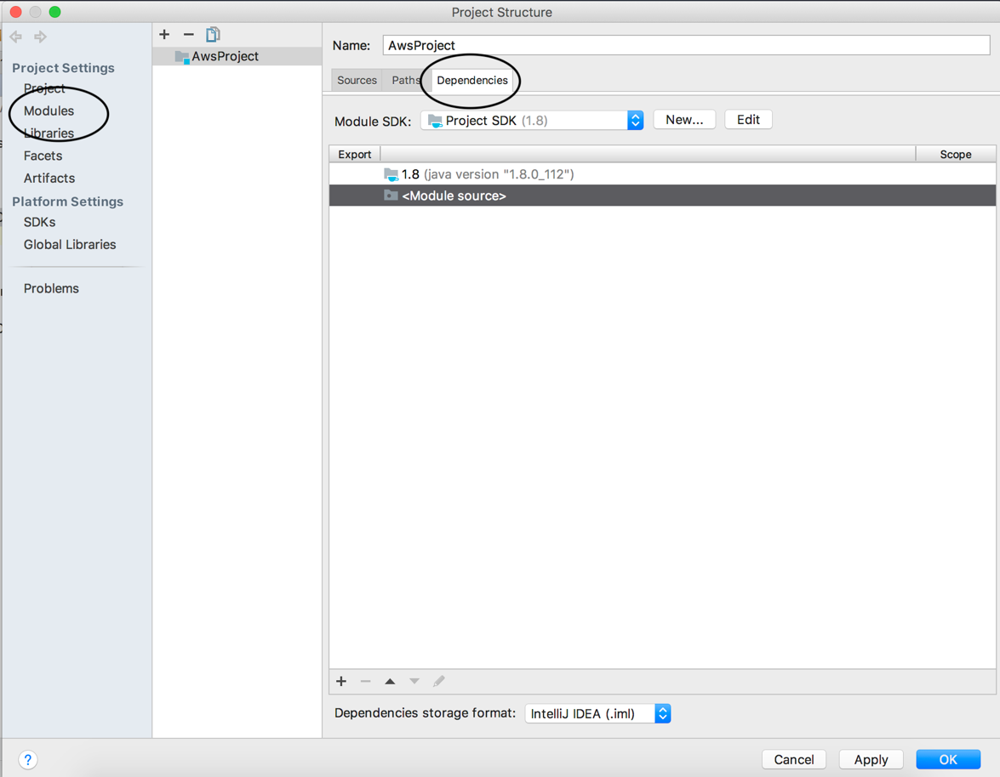 Project Structure
Project Settings
Project
Modules
Libraries
Facets
Artifacts
Platform Settings
SDKs
Global Libraries
Problems
AwsProject
Name: AwsProject
Sources Paths Dependencies
Module SDK: Project SDK (1.8) New... Edit
Export Scope
1.8 (java version "1.8.0_112")
<Module source>
Dependencies storage format: IntelliJ IDEA (.iml)
? Cancel Apply OK